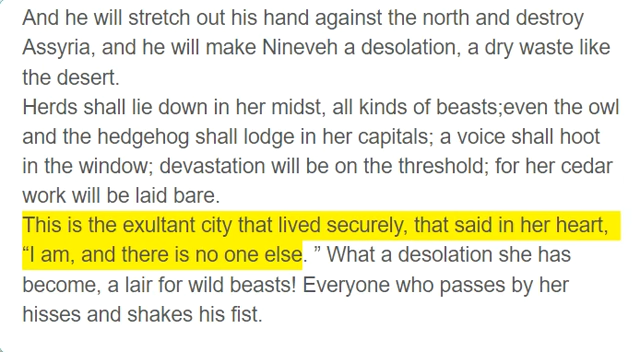 And he will stretch out his hand against the north and destroy
Assyria, and he will make Nineveh a desolation, a dry waste like
the desert.
Herds shall lie down in her midst, all kinds of beasts;even the owl
and the hedgehog shall lodge in her capitals; a voice shall hoot
in the window; devastation will be on the threshold; for her cedar
work will be laid bare.
This is the exultant city that lived securely, that said in her heart,
“I am, and there is no one else. ” What a desolation she has
become, a lair for wild beasts! Everyone who passes by her
hisses and shakes his fist.